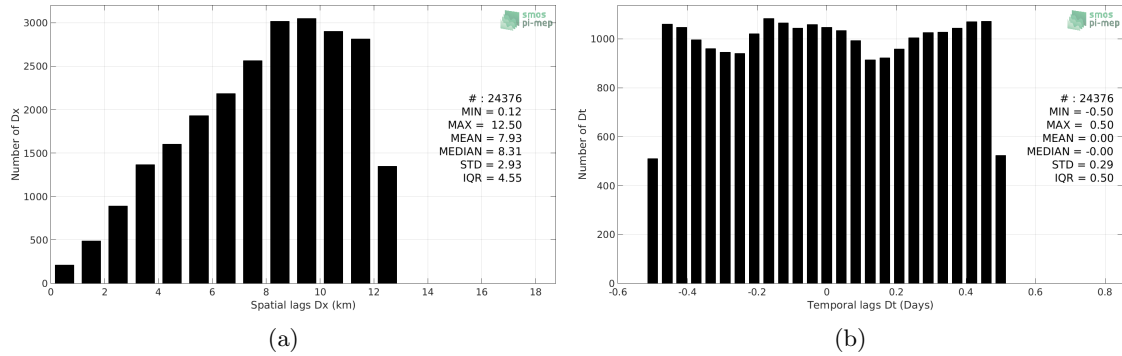 3000
2500
2000
1500
1000
500
0
Number of Dx
smos
pi-mep
# : 24376
MIN = 0.12
MAX = 12.50
MEAN = 7.93
MEDIAN = 8.31
STD = 2.93
IQR = 4.55
0 2 4 6 8 10 12 14 16 18
Spatial lags Dx (km)
(a)
1000
800
600
400
200
0
Number of Dt
smos
pi-mep
# : 24376
MIN = -0.50
MAX = 0.50
MEAN = 0.00
MEDIAN = -0.00
STD = 0.29
IQR = 0.50
-0.6 -0.4 -0.2 0 0.2 0.4 0.6 0.8
Temporal lags Dt (Days)
(b)